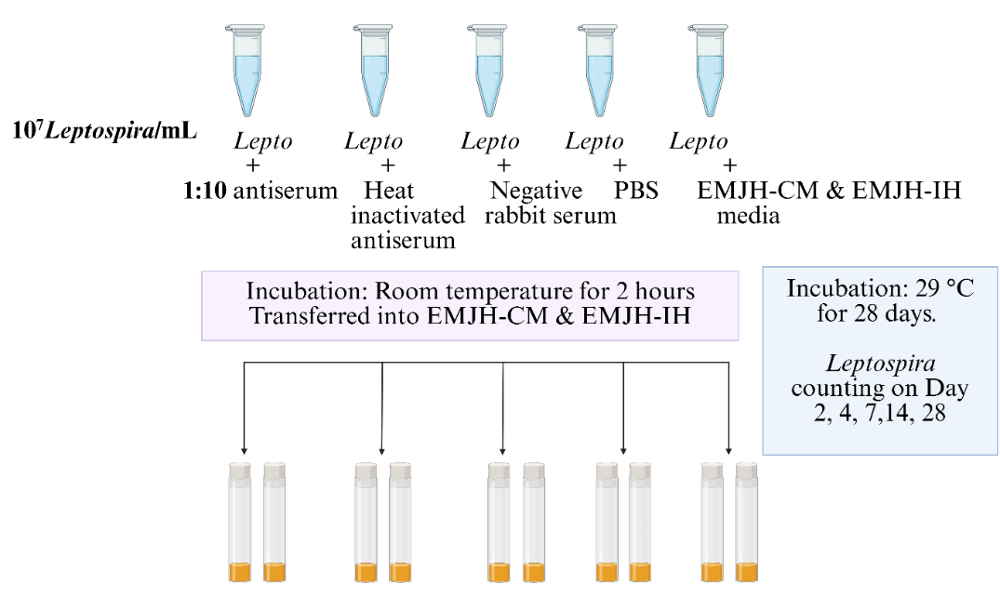 10⁷ Leptospira/mL
Lepto
+
1:10 antiserum
Lepto
+
Heat
inactivated
antiserum
Lepto
+
Negative
rabbit serum
Lepto
+
PBS
Lepto
+
EMJH-CM & EMJH-IH
media
Incubation: Room temperature for 2 hours
Transferred into EMJH-CM & EMJH-IH
Incubation: 29 °C
for 28 days.
Leptospira
counting on Day
2, 4, 7,14, 28